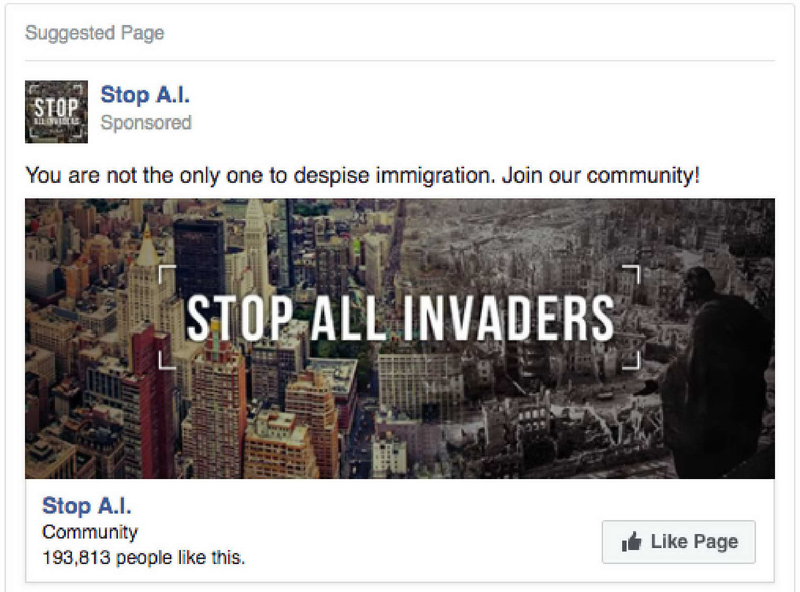 Suggested Page
STOP
ALL INVADERS
Stop A.I.
Sponsored
You are not the only one to despise immigration. Join our community!
STOP ALL INVADERS
Stop A.I.
Community
193,813 people like this.
Like Page